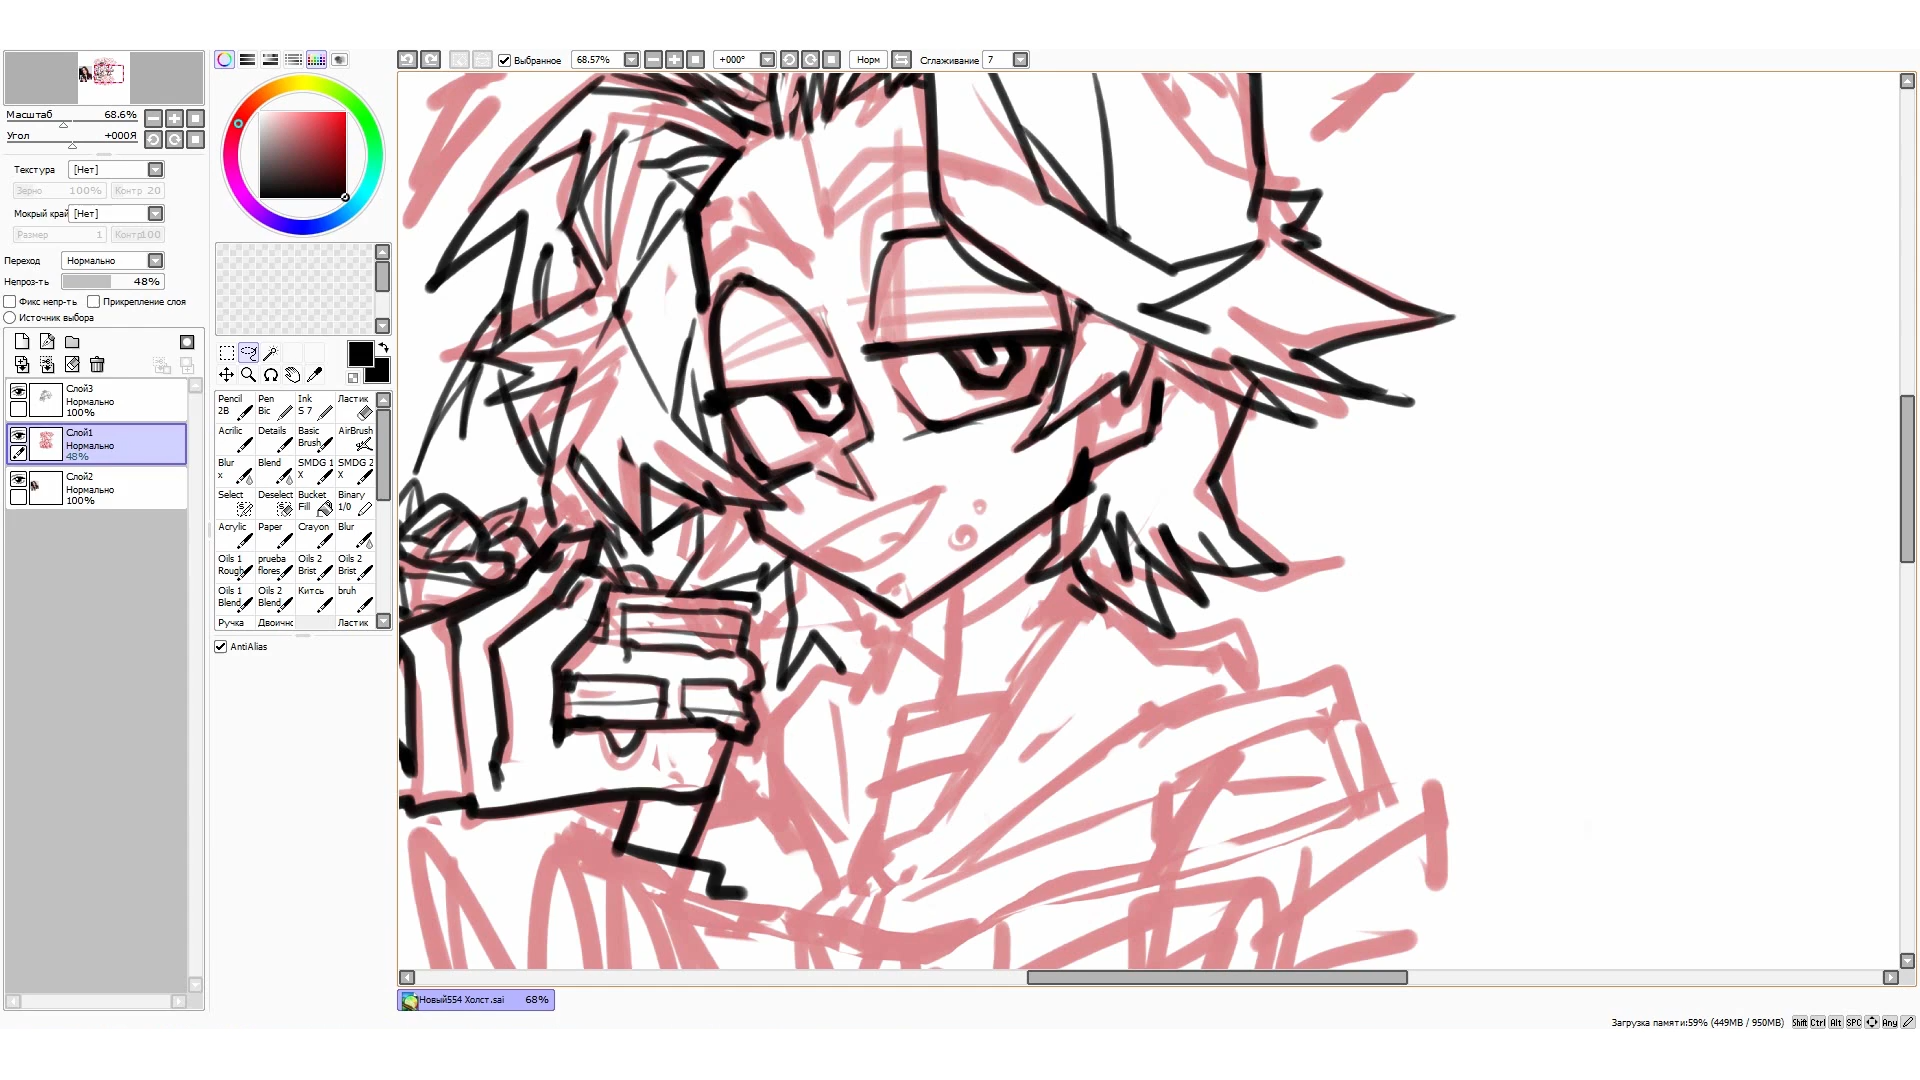 Выбранное 68.57% +000° Норм Сглаживание 7
Масштаб 68.6%
Угол +000Я
Текстура [Нет]
Зерно 100% Контр 20
Мокрый край [Нет]
Размер 1 Контр100
Переход Нормально
Непроз-ть 48%
Фикс непр-ть Прикрепление слоя
Источник выбора
Слой3
Нормально
100%
Слой1
Нормально
48%
Слой2
Нормально
100%
Pencil Pen Ink Ластик
2B Bic S 7
Acrilic Details Basic AirBrush
Brush
Blur Blend SMDG 1 SMDG 2
x X X
Select Deselect Bucket Binary
Fill 1/0
Acrylic Paper Crayon Blur
Oils 1 prueba Oils 2 Oils 2
Rough flores Brist Brist
Oils 1 Oils 2 Китсь bruh
Blend Blend
Ручка Двоичнс Ластик
AntiAlias
Новый554 Холст.sai 68%
Загрузка памяти:59% (449MB / 950MB) Shift Ctrl Alt SPC Any